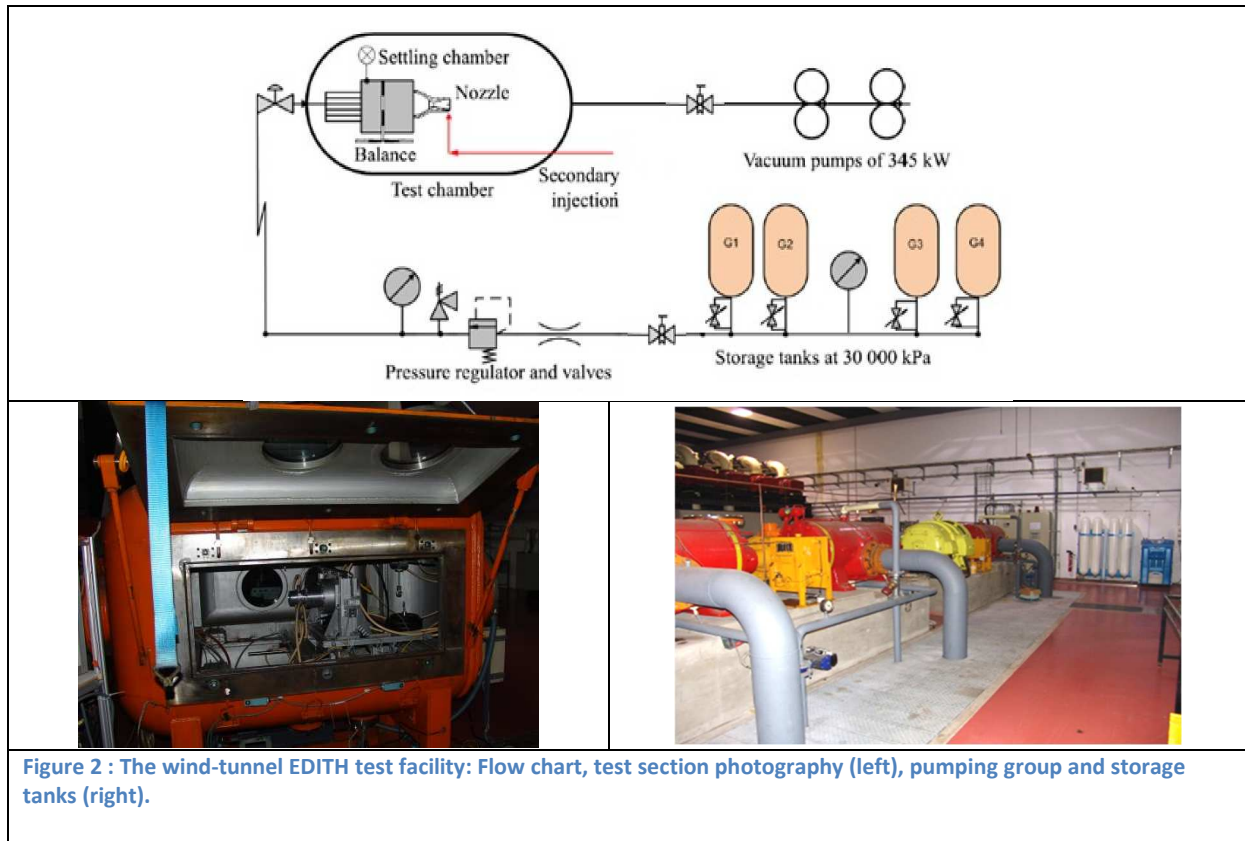 Settling chamber
Nozzle
Balance
Test chamber
Secondary
injection
Vacuum pumps of 345 kW
G1
G2
G3
G4
Pressure regulator and valves
Storage tanks at 30 000 kPa
Figure 2 : The wind-tunnel EDITH test facility: Flow chart, test section photography (left), pumping group and storage
tanks (right).